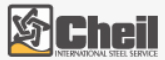 Cheil
INTERNATIONAL STEEL SERVICE